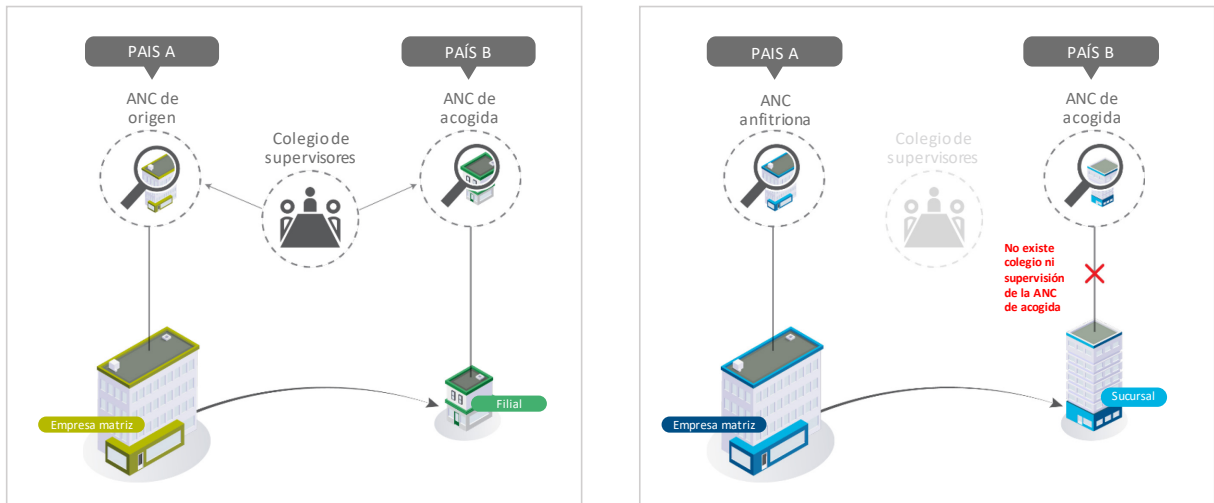 PAIS A
PAÍS B
ANC de
origen
ANC de
acogida
Colegio de
supervisores
Empresa matriz
Filial
PAIS A
PAÍS B
ANC
anfitriona
ANC de
acogida
Colegio de
supervisores
No existe
colegio ni
supervisión
de la ANC
de acogida
Empresa matriz
Sucursal